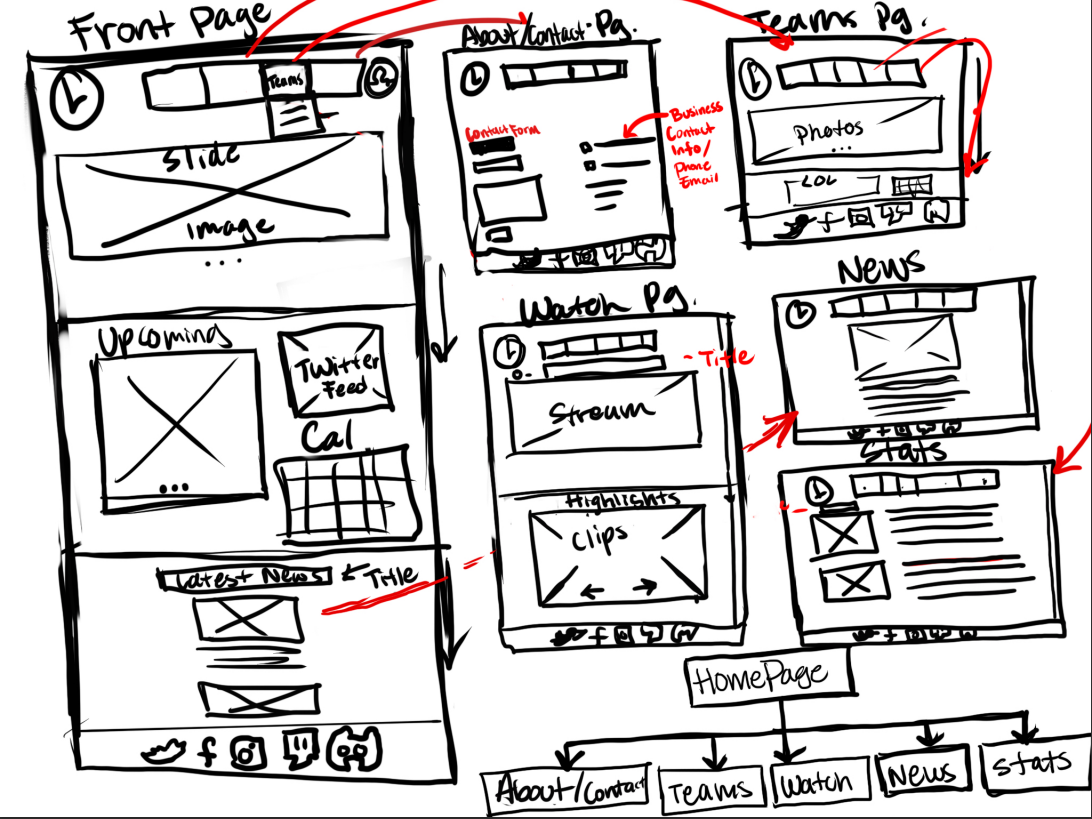 Front Page
Teams
Slide
Image
...
Upcoming
...
Twitter
Feed
Cal
Latest News
Title
About/Contact Pg.
Contact Form
Business
Contact
Info/
Phone
Email
Teams Pg.
Photos
...
LOL
Watch Pg.
~Title
Stream
Highlights
Clips
News
Stats
HomePage
About/Contact
Teams
Watch
News
Stats